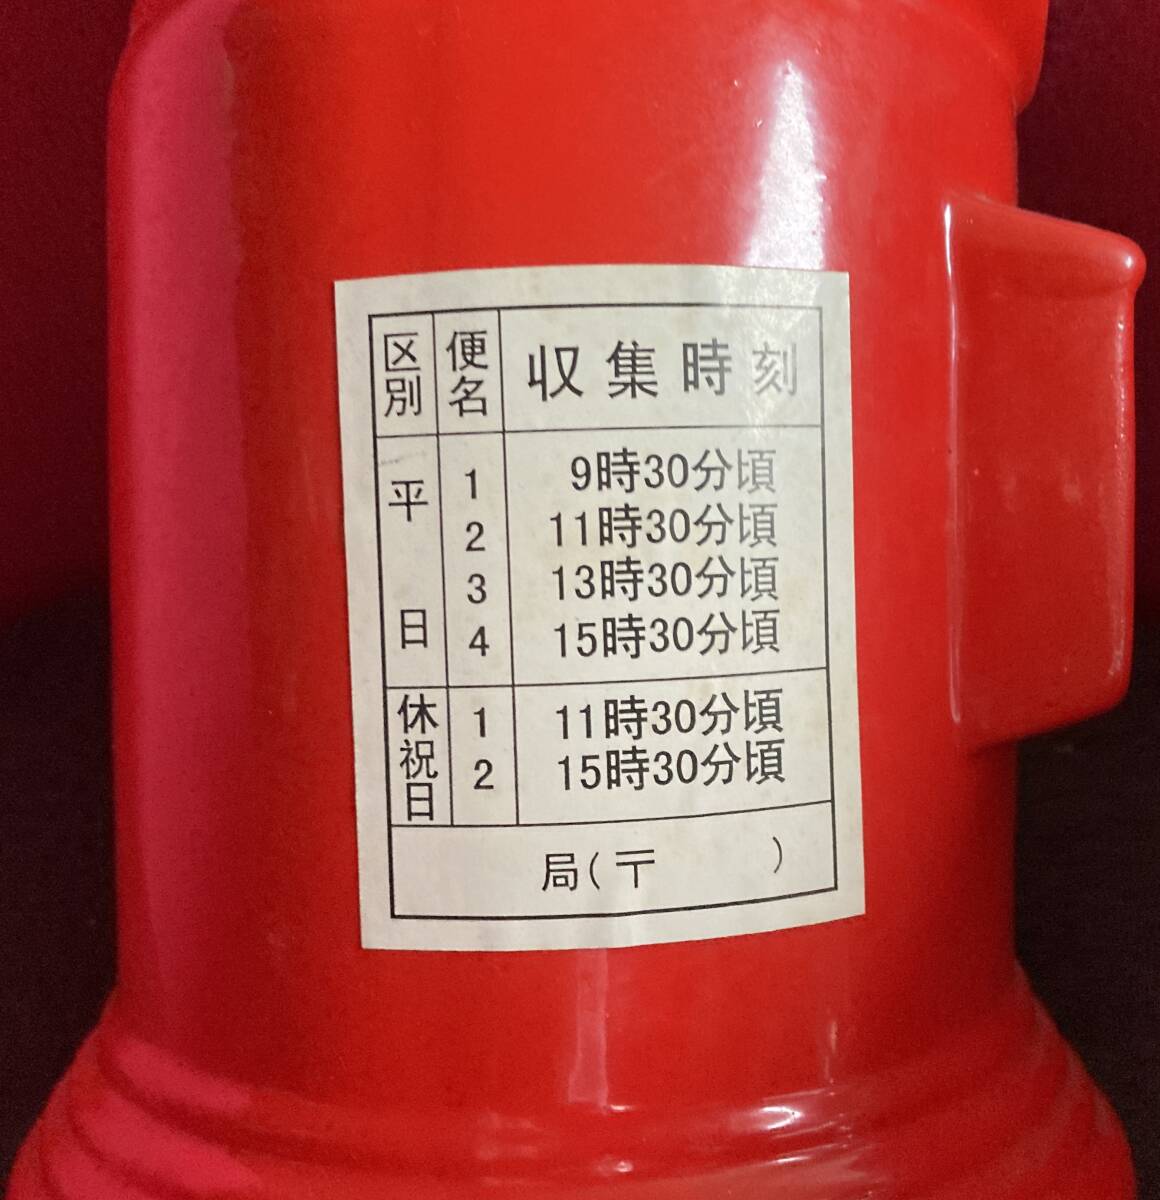 区別 便名 収集時刻
平日 1 9時30分頃
2 11時30分頃
3 13時30分頃
4 15時30分頃
休祝日 1 11時30分頃
2 15時30分頃
局(〒 )